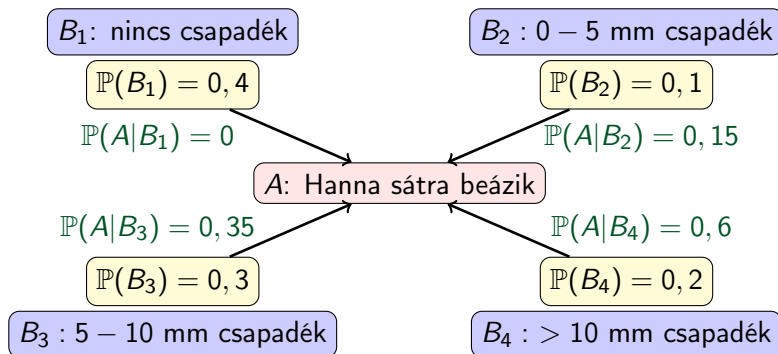 B₁: nincs csapadék
B₂ : 0 − 5 mm csapadék
ℙ(B₁) = 0, 4
ℙ(B₂) = 0, 1
ℙ(A|B₁) = 0
ℙ(A|B₂) = 0, 15
A: Hanna sátra beázik
ℙ(A|B₃) = 0, 35
ℙ(A|B₄) = 0, 6
ℙ(B₃) = 0, 3
ℙ(B₄) = 0, 2
B₃ : 5 − 10 mm csapadék
B₄ : > 10 mm csapadék